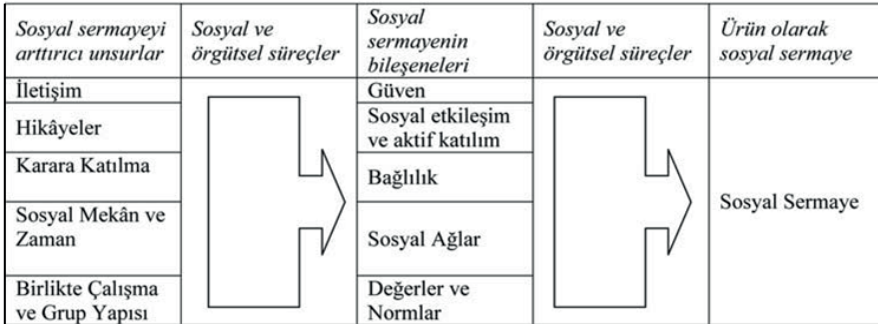 Sosyal sermayeyi
arttırıcı unsurlar
Sosyal ve
örgütsel süreçler
Sosyal
sermayenin
bileşeneleri
Sosyal ve
örgütsel süreçler
Ürün olarak
sosyal sermaye
İletişim
Hikâyeler
Karara Katılma
Sosyal Mekân ve
Zaman
Birlikte Çalışma
ve Grup Yapısı
Güven
Sosyal etkileşim
ve aktif katılım
Bağlılık
Sosyal Ağlar
Değerler ve
Normlar
Sosyal Sermaye